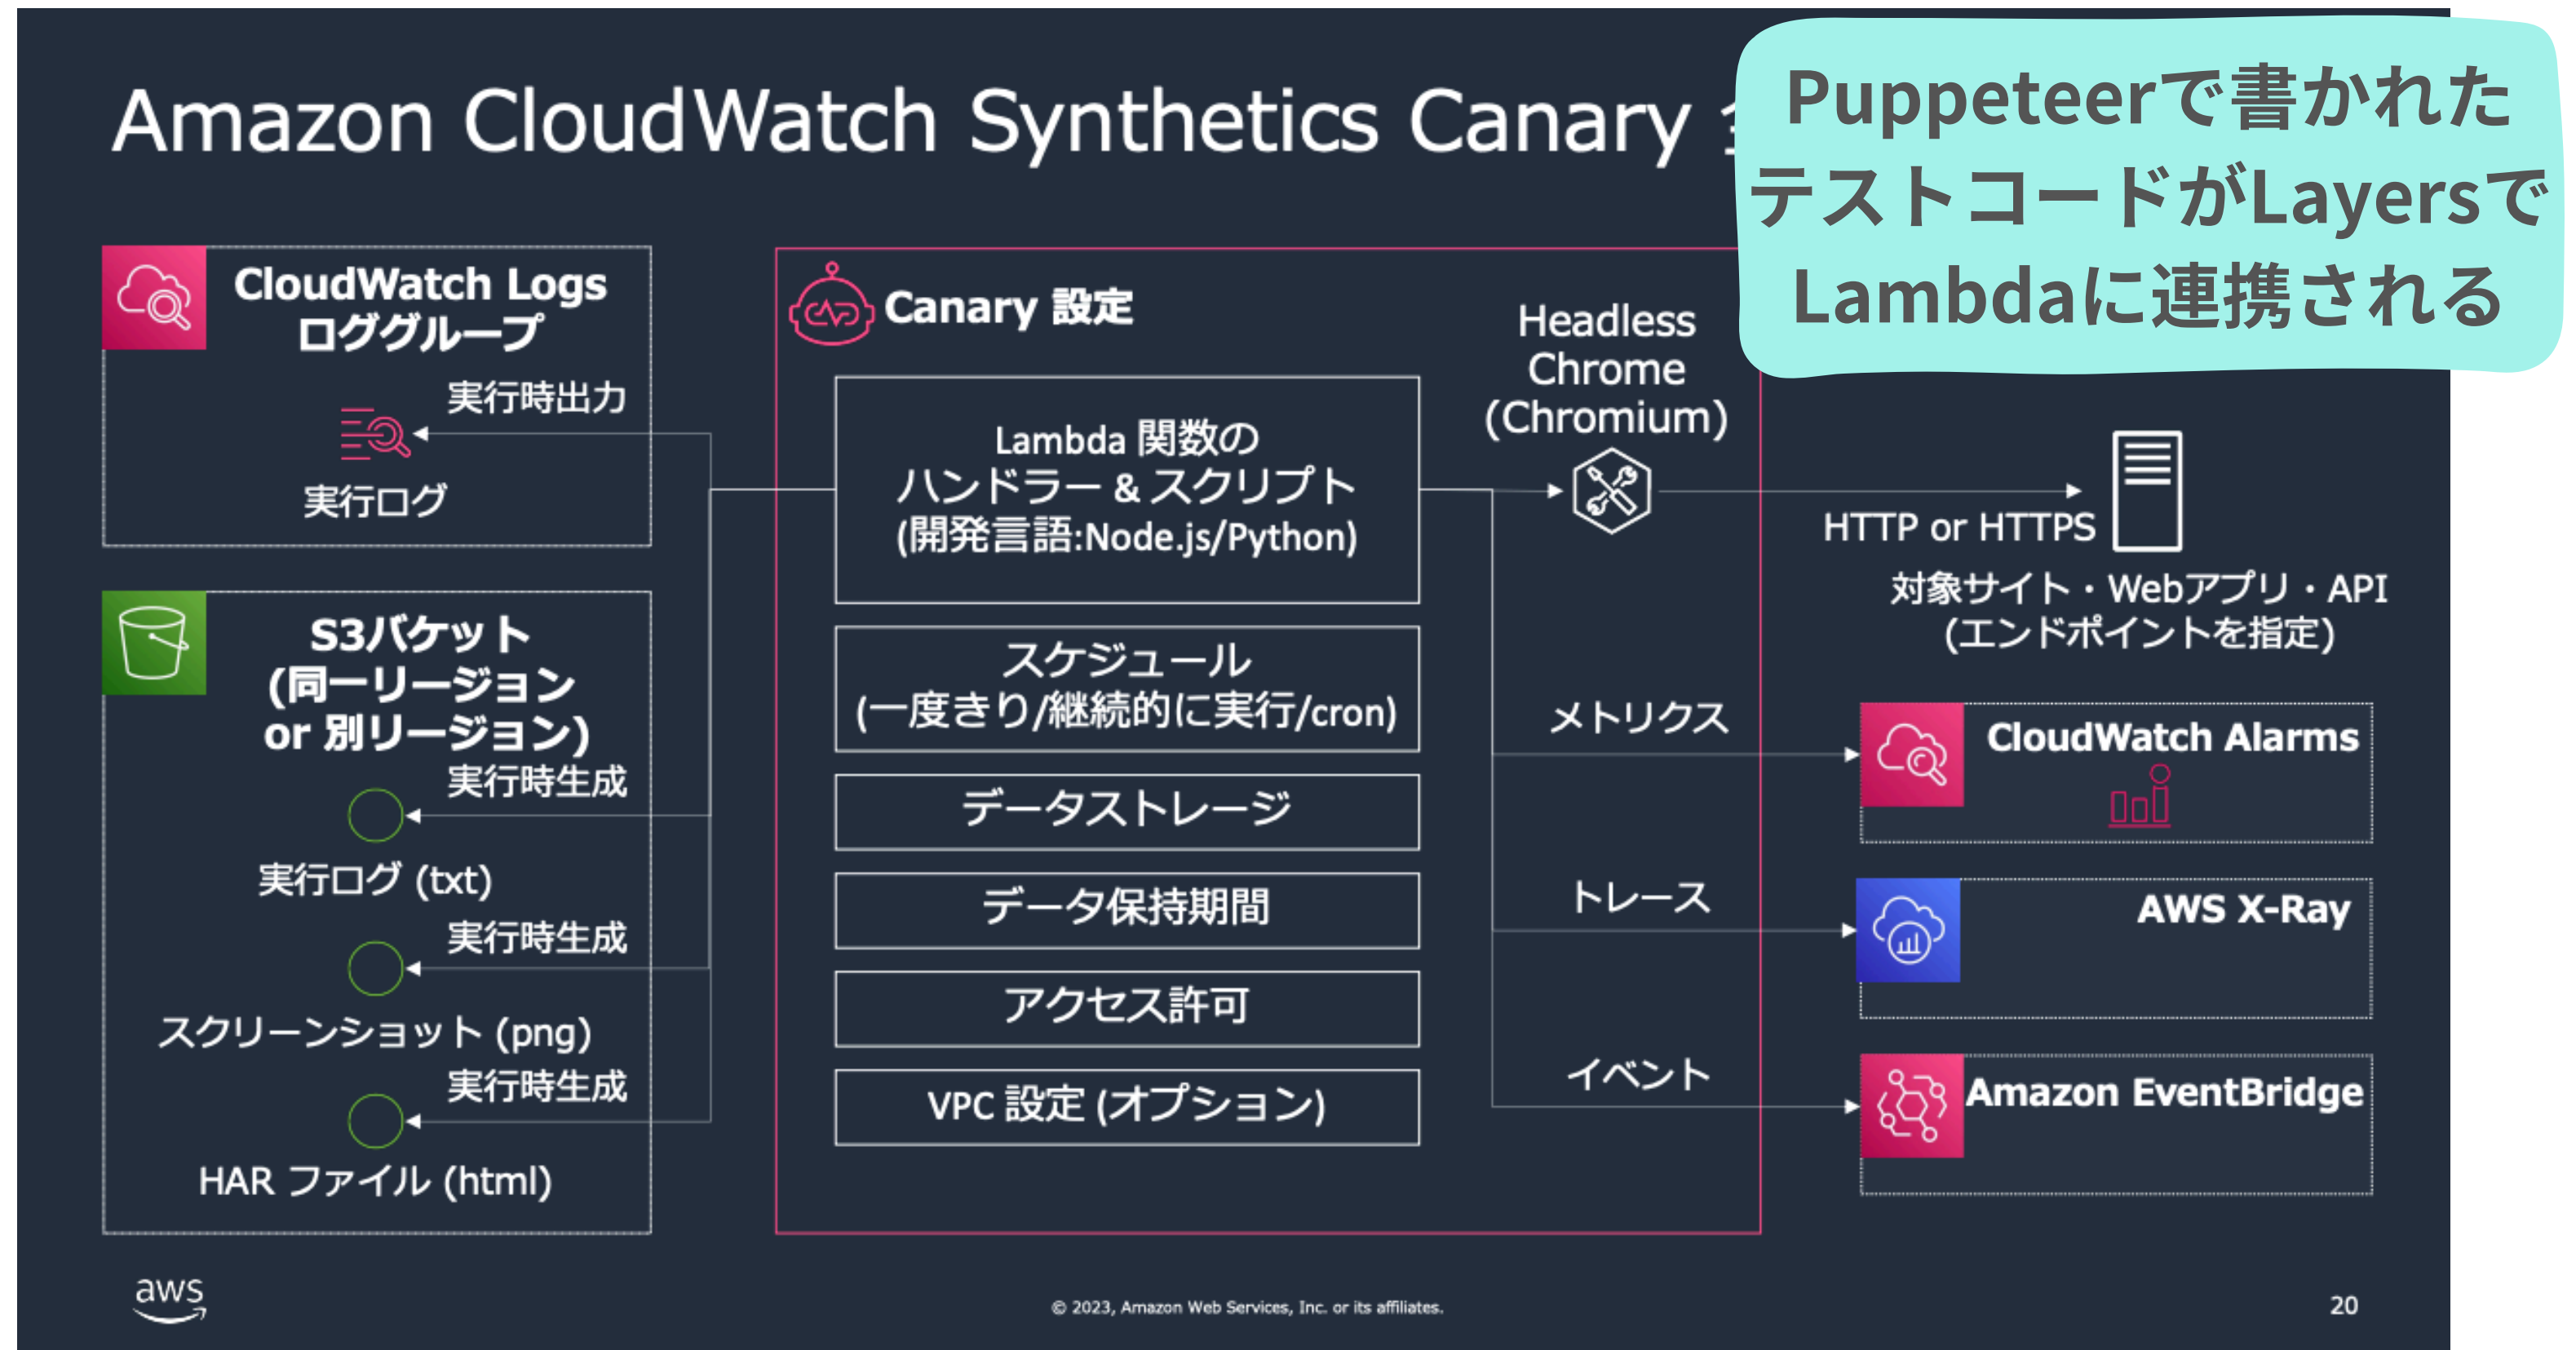 Amazon CloudWatch Synthetics Canary
Puppeteerで書かれた
テストコードがLayersで
Lambdaに連携される
CloudWatch Logs
ロググループ
実行時出力
実行ログ
S3バケット
(同一リージョン
or 別リージョン)
実行時生成
実行ログ (txt)
実行時生成
スクリーンショット (png)
実行時生成
HAR ファイル (html)
Canary 設定
Lambda 関数の
ハンドラー & スクリプト
(開発言語:Node.js/Python)
スケジュール
(一度きり/継続的に実行/cron)
データストレージ
データ保持期間
アクセス許可
VPC 設定 (オプション)
Headless
Chrome
(Chromium)
HTTP or HTTPS
対象サイト・Webアプリ・API
(エンドポイントを指定)
メトリクス
CloudWatch Alarms
トレース
AWS X-Ray
イベント
Amazon EventBridge
aws
© 2023, Amazon Web Services, Inc. or its affiliates.
20